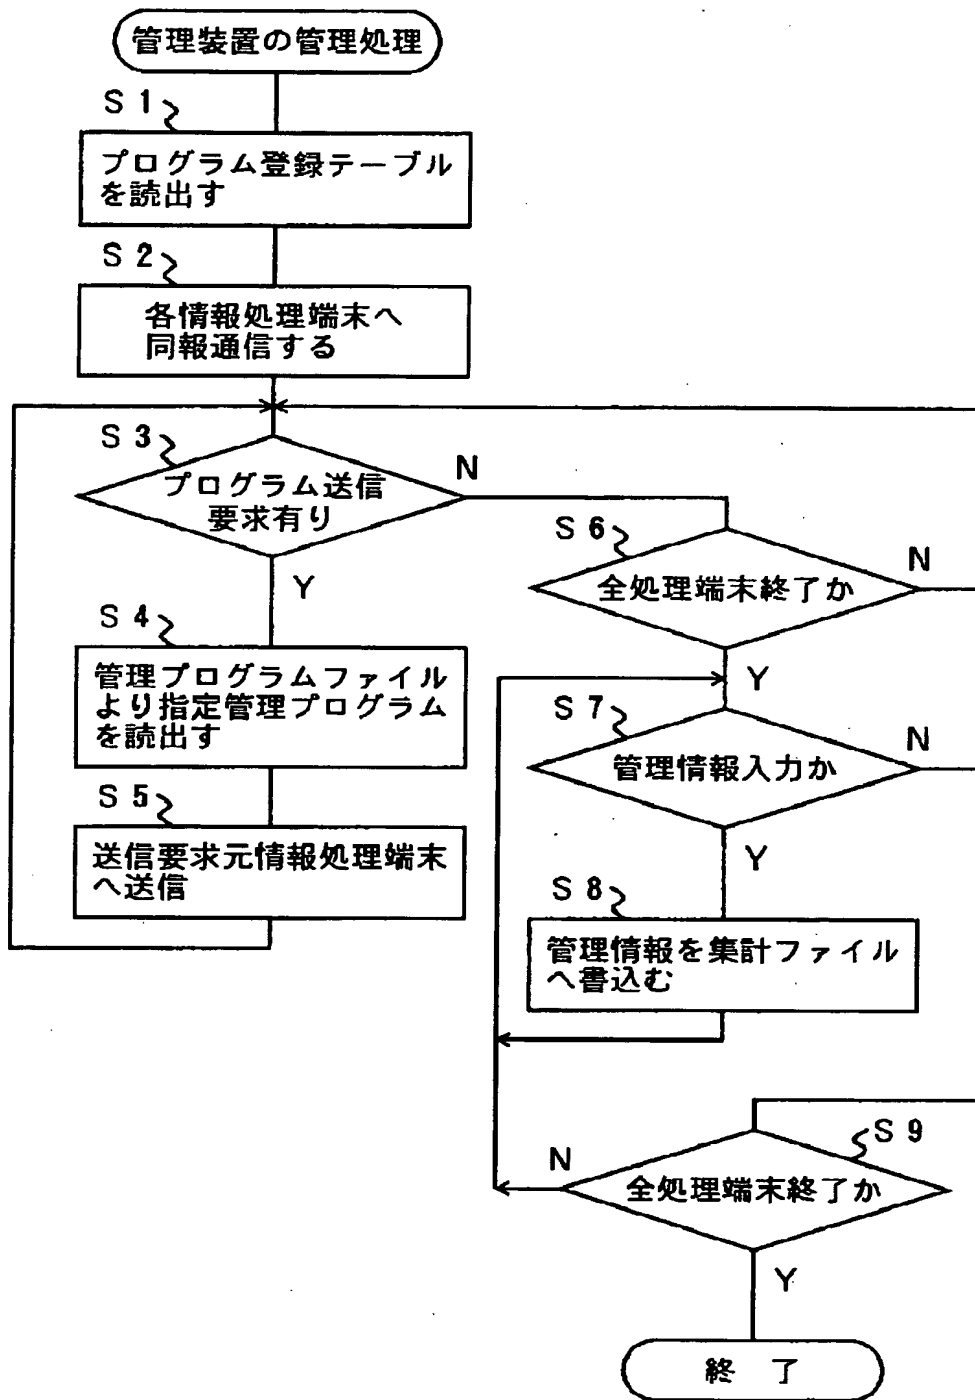 管理装置の管理処理
S1
プログラム登録テーブル
を読出す
S2
各情報処理端末へ
同報通信する
S3
プログラム送信
要求有り
N
Y
S4
管理プログラムファイル
より指定管理プログラム
を読出す
S5
送信要求元情報処理端末
へ送信
S6
全処理端末終了か
N
Y
S7
管理情報入力か
N
Y
S8
管理情報を集計ファイル
へ書込む
S9
全処理端末終了か
N
Y
終了